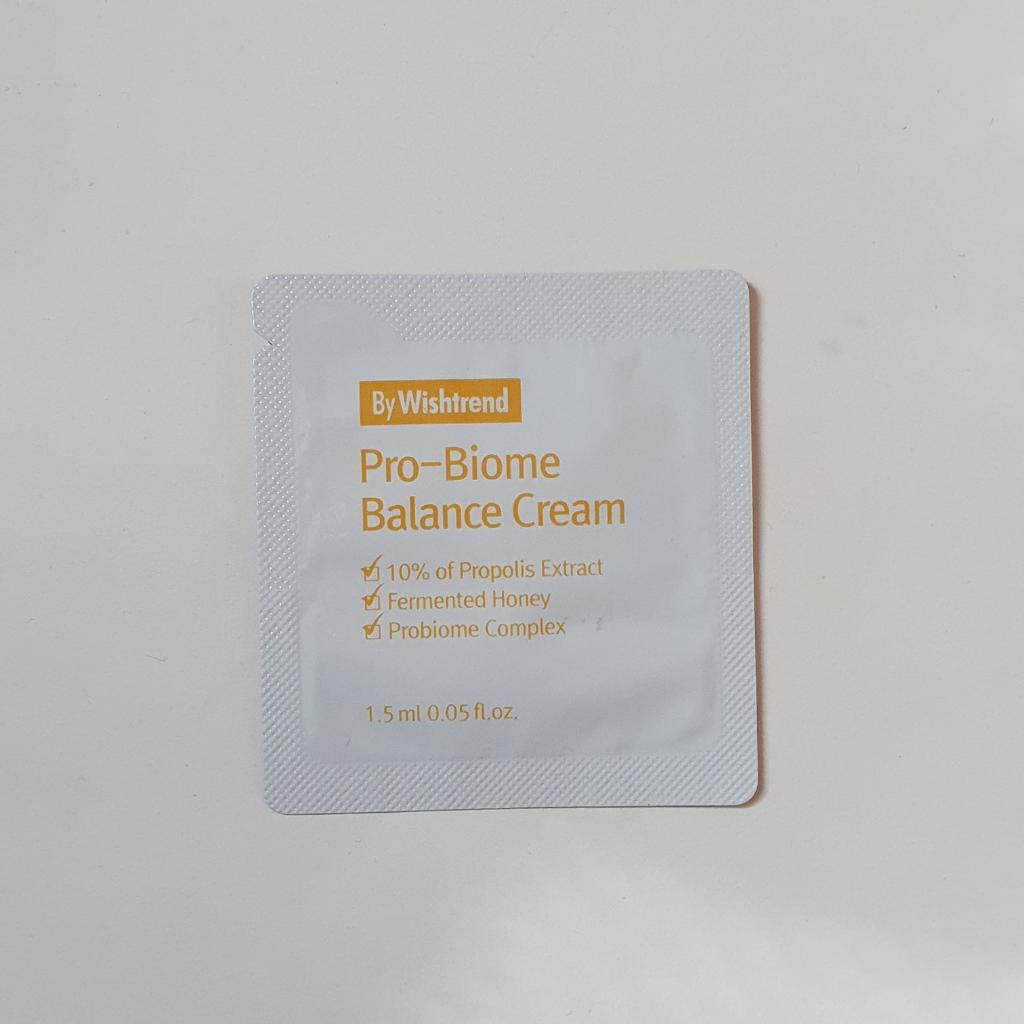 By Wishtrend
Pro-Biome
Balance Cream
10% of Propolis Extract
Fermented Honey
Probiome Complex
1.5 ml 0.05 fl.oz.